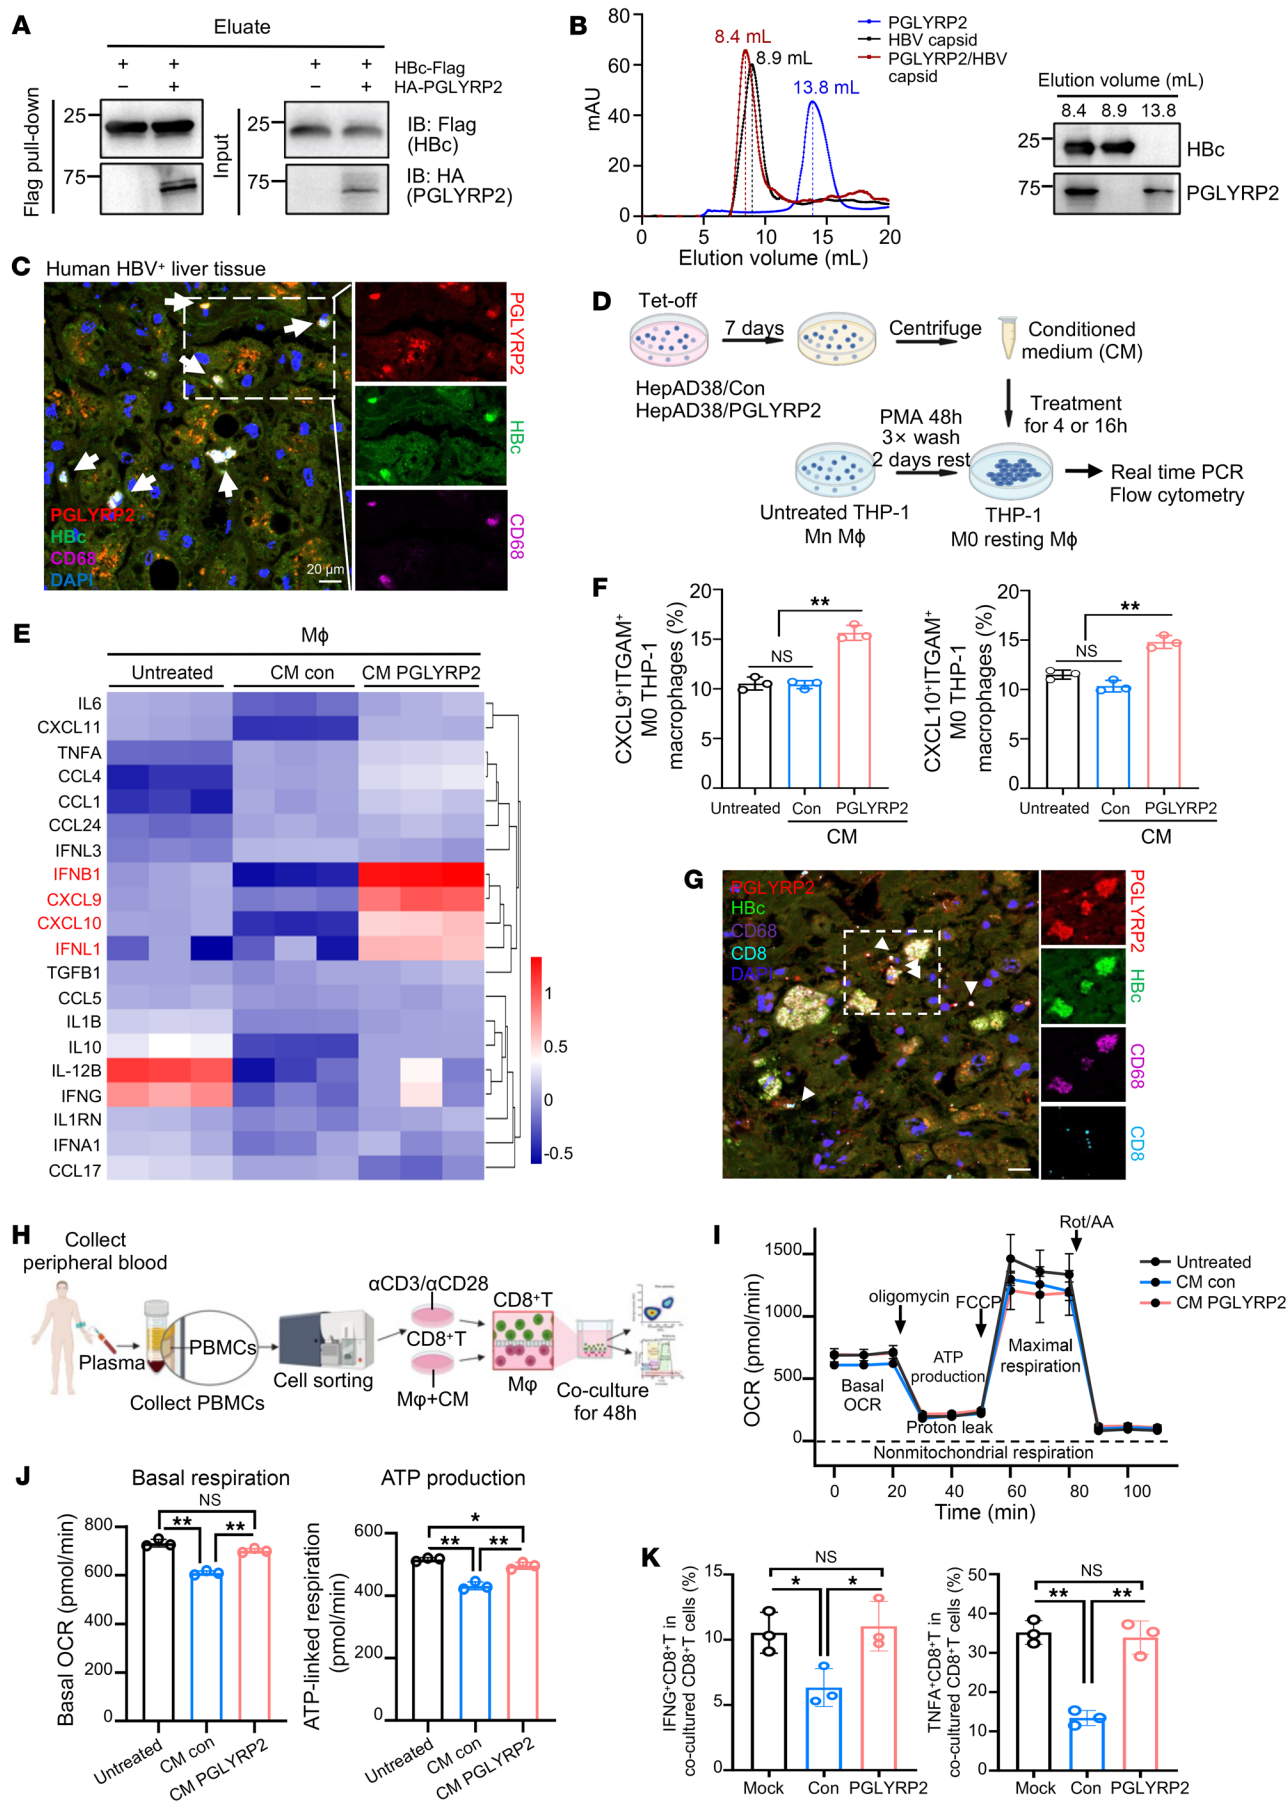 A
Eluate
+ + + + HBc-Flag
− + − + HA-PGLYRP2
Flag pull-down
25
75
Input
25
75
IB: Flag
(HBc)
IB: HA
(PGLYRP2)
B
mAU
80
60
40
20
0
0 5 10 15 20
Elution volume (mL)
8.4 mL
8.9 mL
13.8 mL
PGLYRP2
HBV capsid
PGLYRP2/HBV
capsid
Elution volume (mL)
8.4 8.9 13.8
25
HBc
75
PGLYRP2
C
Human HBV⁺ liver tissue
PGLYRP2
HBc
CD68
DAPI
20 µm
PGLYRP2
HBc
CD68
D
Tet-off
7 days
Centrifuge
Conditioned
medium (CM)
HepAD38/Con
HepAD38/PGLYRP2
PMA 48h
3× wash
2 days rest
Treatment
for 4 or 16h
Untreated THP-1
Mn Mϕ
THP-1
M0 resting Mϕ
Real time PCR
Flow cytometry
E
Mϕ
Untreated CM con CM PGLYRP2
IL6
CXCL11
TNFA
CCL4
CCL1
CCL24
IFNL3
IFNB1
CXCL9
CXCL10
IFNL1
TGFB1
CCL5
IL1B
IL10
IL-12B
IFNG
IL1RN
IFNA1
CCL17
1
0.5
0
-0.5
F
CXCL9⁺ITGAM⁺
M0 THP-1
macrophages (%)
20
15
10
5
0
NS
**
Untreated Con PGLYRP2
CM
CXCL10⁺ITGAM⁺
M0 THP-1
macrophages (%)
20
15
10
5
0
NS
**
Untreated Con PGLYRP2
CM
G
PGLYRP2
HBc
CD68
CD8
DAPI
PGLYRP2
HBc
CD68
CD8
H
Collect
peripheral blood
Plasma
PBMCs
Collect PBMCs
Cell sorting
αCD3/αCD28
CD8⁺T
Mφ+CM
CD8⁺T
Mφ
Co-culture
for 48h
I
OCR (pmol/min)
1500
1000
500
0
0 20 40 60 80 100
Time (min)
oligomycin
FCCP
Rot/AA
Basal
OCR
ATP
production
Proton leak
Maximal
respiration
Nonmitochondrial respiration
Untreated
CM con
CM PGLYRP2
J
Basal respiration
Basal OCR (pmol/min)
800
600
400
200
0
NS
** **
Untreated
CM con
CM PGLYRP2
ATP production
ATP-linked respiration
(pmol/min)
600
400
200
0
*
** **
Untreated
CM con
CM PGLYRP2
K
IFNG⁺CD8⁺T in
co-cultured CD8⁺T cells (%)
15
10
5
0
NS
* *
Mock Con PGLYRP2
TNFA⁺CD8⁺T in
co-cultured CD8⁺T cells (%)
50
40
30
20
10
0
NS
** **
Mock Con PGLYRP2